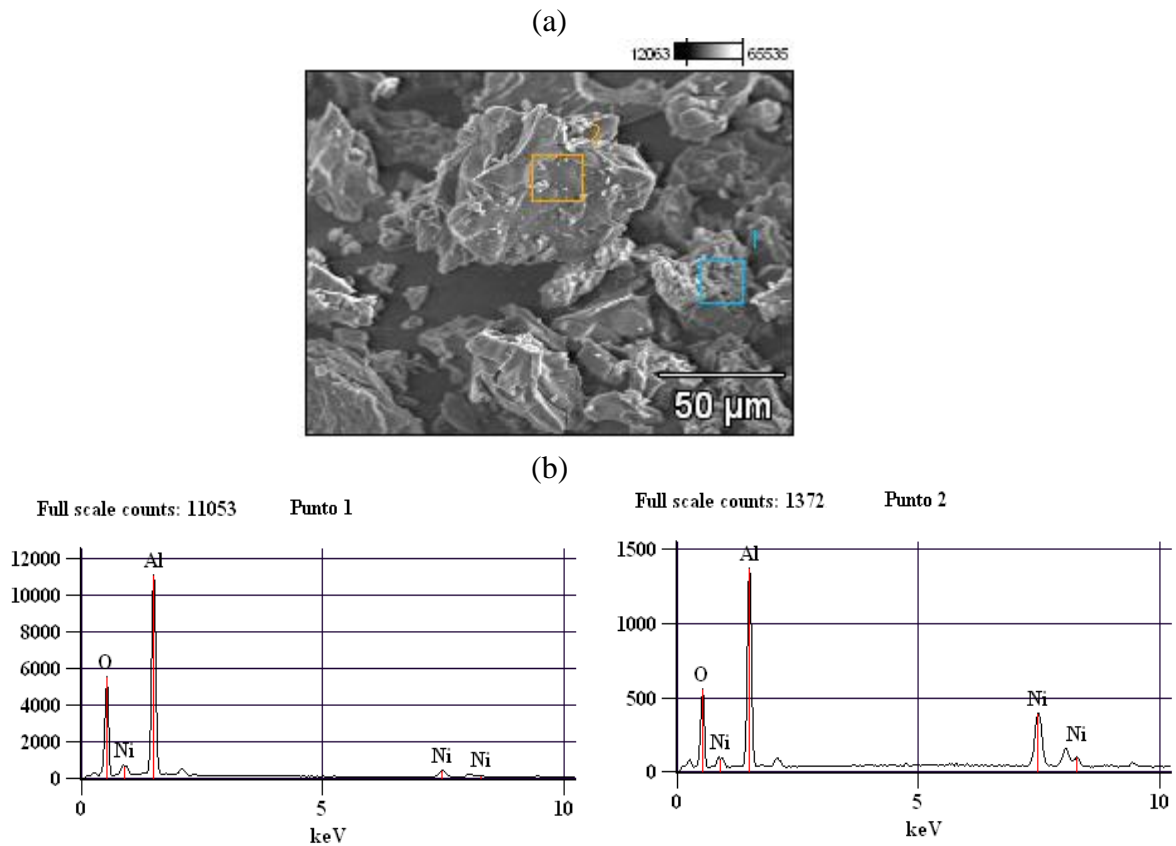 (a)
12063 65535
2
1
50 µm
(b)
Full scale counts: 11053 Punto 1
12000
10000
8000
6000
4000
2000
0
Al
O
Ni
Ni
Ni
0 5 10
keV
Full scale counts: 1372 Punto 2
1500
1000
500
0
Al
O
Ni
Ni
Ni
0 5 10
keV